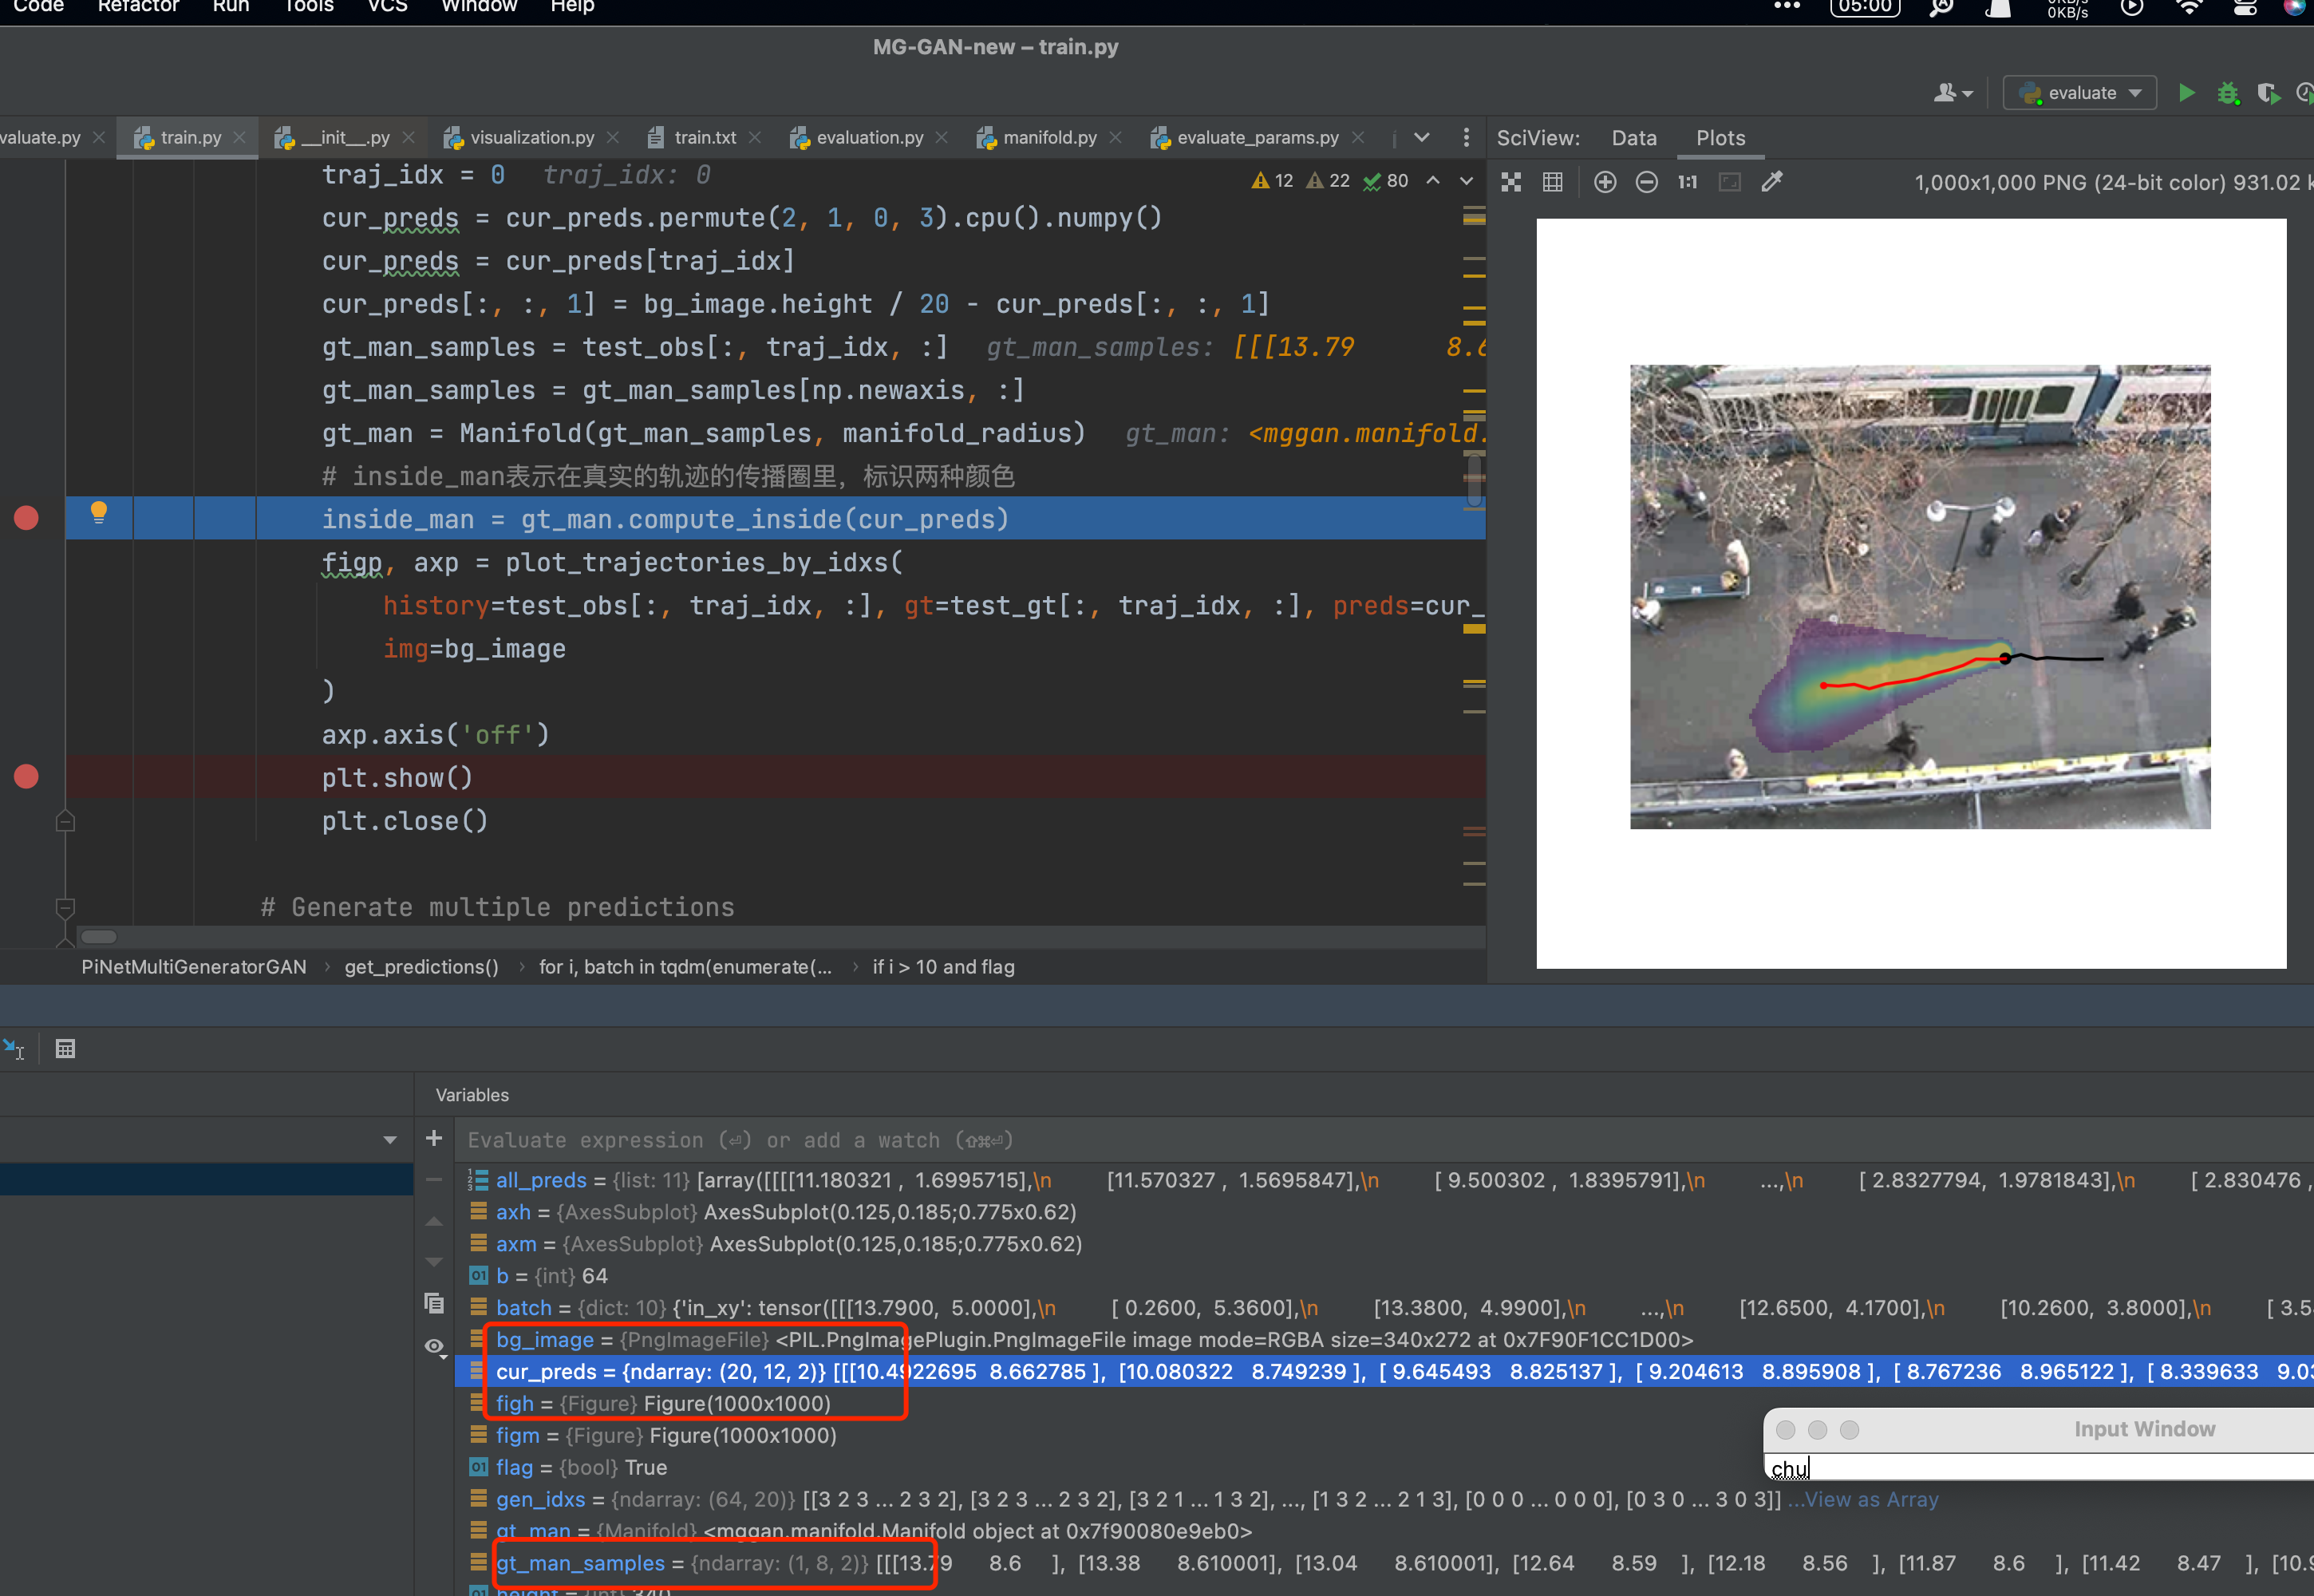 Code Refactor Run Tools VCS Window Help 05:00 0KB/s
MG-GAN-new – train.py
evaluate
valuate.py train.py __init__.py visualization.py train.txt evaluation.py manifold.py evaluate_params.py SciView: Data Plots
traj_idx = 0 traj_idx: 0 12 22 80
1:1 1,000x1,000 PNG (24-bit color) 931.02
cur_preds = cur_preds.permute(2, 1, 0, 3).cpu().numpy()
cur_preds = cur_preds[traj_idx]
cur_preds[:, :, 1] = bg_image.height / 20 - cur_preds[:, :, 1]
gt_man_samples = test_obs[:, traj_idx, :] gt_man_samples: [[[13.79 8.6
gt_man_samples = gt_man_samples[np.newaxis, :]
gt_man = Manifold(gt_man_samples, manifold_radius) gt_man: <mggan.manifold.
# inside_man表示在真实的轨迹的传播圈里，标识两种颜色
inside_man = gt_man.compute_inside(cur_preds)
figp, axp = plot_trajectories_by_idxs(
history=test_obs[:, traj_idx, :], gt=test_gt[:, traj_idx, :], preds=cur_
img=bg_image
)
axp.axis('off')
plt.show()
plt.close()
# Generate multiple predictions
PiNetMultiGeneratorGAN › get_predictions() › for i, batch in tqdm(enumerate(... › if i > 10 and flag
Variables
Evaluate expression (⏎) or add a watch (⇧⌘⏎)
all_preds = {list: 11} [array([[[[11.180321 , 1.6995715],\n [11.570327 , 1.5695847],\n [ 9.500302 , 1.8395791],\n ...,\n [ 2.8327794, 1.9781843],\n [ 2.830476 ,
axh = {AxesSubplot} AxesSubplot(0.125,0.185;0.775x0.62)
axm = {AxesSubplot} AxesSubplot(0.125,0.185;0.775x0.62)
b = {int} 64
batch = {dict: 10} {'in_xy': tensor([[[13.7900, 5.0000],\n [ 0.2600, 5.3600],\n [13.3800, 4.9900],\n ...,\n [12.6500, 4.1700],\n [10.2600, 3.8000],\n [ 3.5
bg_image = {PngImageFile} <PIL.PngImagePlugin.PngImageFile image mode=RGBA size=340x272 at 0x7F90F1CC1D00>
cur_preds = {ndarray: (20, 12, 2)} [[[10.4922695 8.662785 ], [10.080322 8.749239 ], [ 9.645493 8.825137 ], [ 9.204613 8.895908 ], [ 8.767236 8.965122 ], [ 8.339633 9.03
figh = {Figure} Figure(1000x1000)
figm = {Figure} Figure(1000x1000)
Input Window
flag = {bool} True
chu
gen_idxs = {ndarray: (64, 20)} [[3 2 3 ... 2 3 2], [3 2 3 ... 2 3 2], [3 2 1 ... 1 3 2], ..., [1 3 2 ... 2 1 3], [0 0 0 ... 0 0 0], [0 3 0 ... 3 0 3]] ...View as Array
gt_man = {Manifold} <mggan.manifold.Manifold object at 0x7f90080e9eb0>
gt_man_samples = {ndarray: (1, 8, 2)} [[[13.79 8.6 ], [13.38 8.610001], [13.04 8.610001], [12.64 8.59 ], [12.18 8.56 ], [11.87 8.6 ], [11.42 8.47 ], [10.9
height = {int} 340